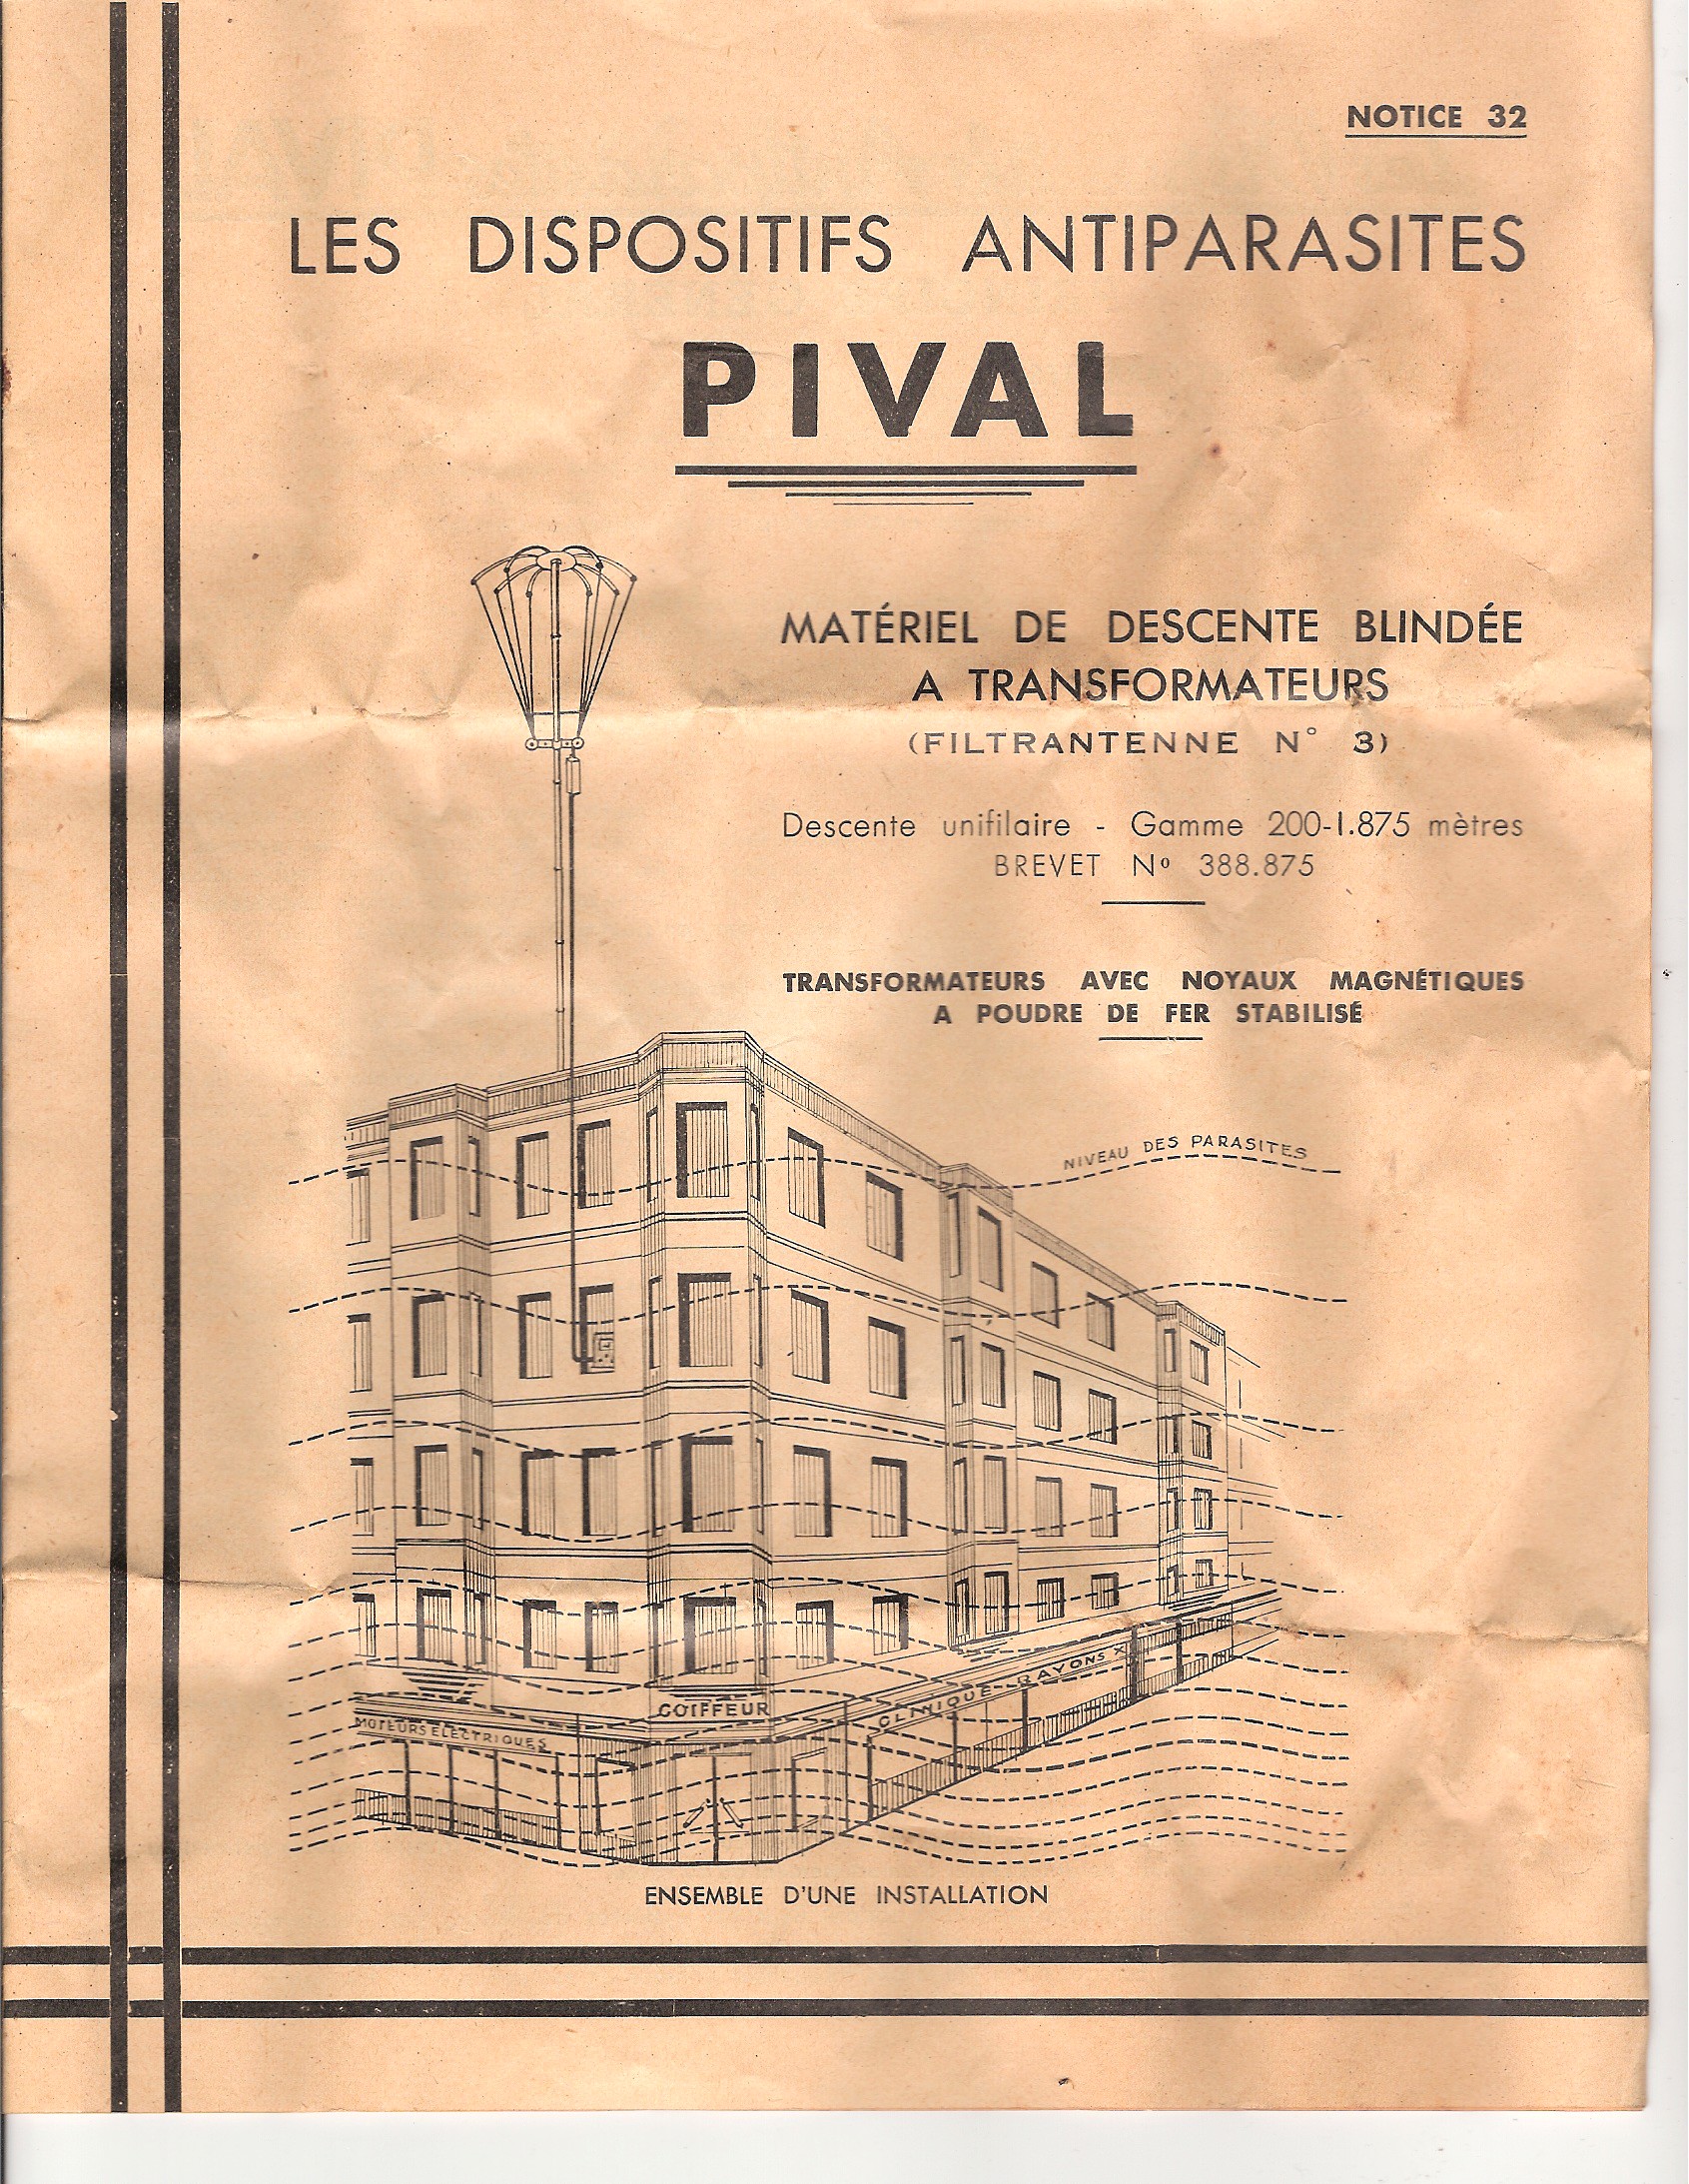 NOTICE 32
LES DISPOSITIFS ANTIPARASITES
PIVAL
MATÉRIEL DE DESCENTE BLINDÉE
A TRANSFORMATEURS
(FILTRANTENNE N° 3)
Descente unifilaire - Gamme 200-1.875 mètres
BREVET Nº 388.875
TRANSFORMATEURS AVEC NOYAUX MAGNÉTIQUES
A POUDRE DE FER STABILISÉ
NIVEAU DES PARASITES
CLINIQUE-RAYONS X
COIFFEUR
MOTEURS ELECTRIQUES
ENSEMBLE D'UNE INSTALLATION